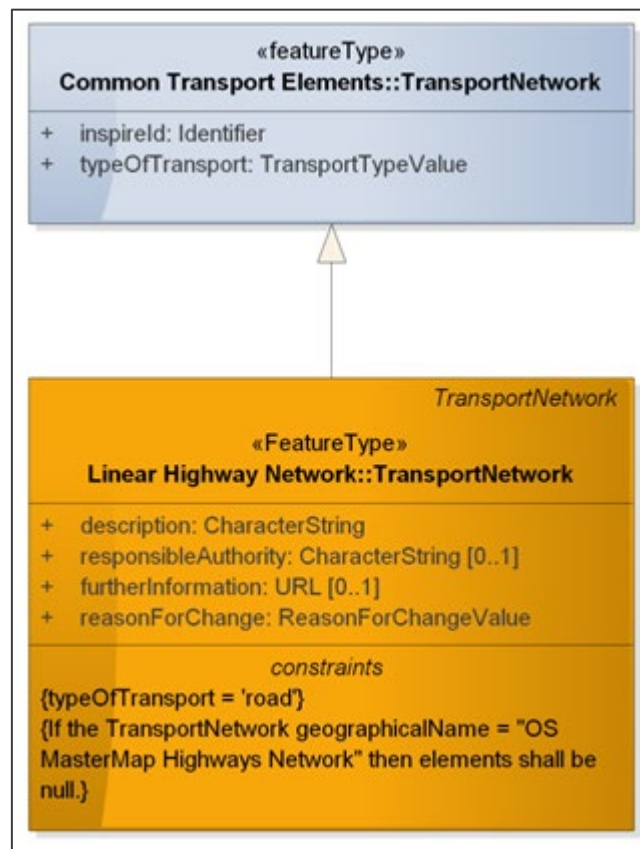 «featureType»
Common Transport Elements::TransportNetwork
+ inspireId: Identifier
+ typeOfTransport: TransportTypeValue
TransportNetwork
«FeatureType»
Linear Highway Network::TransportNetwork
+ description: CharacterString
+ responsibleAuthority: CharacterString [0..1]
+ furtherInformation: URL [0..1]
+ reasonForChange: ReasonForChangeValue
constraints
{typeOfTransport = 'road'}
{If the TransportNetwork geographicalName = "OS
MasterMap Highways Network" then elements shall be
null.}